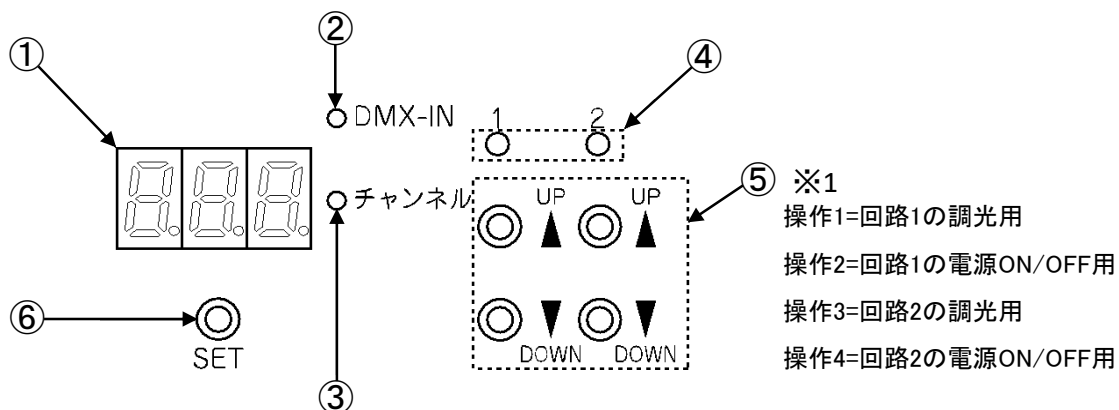 ②
①
④
DMX-IN
1 2
8.8.8.
⑤ ※1
チャンネル
UP UP
操作1=回路1の調光用
操作2=回路1の電源ON/OFF用
⑥
操作3=回路2の調光用
SET
DOWN DOWN
操作4=回路2の電源ON/OFF用
③